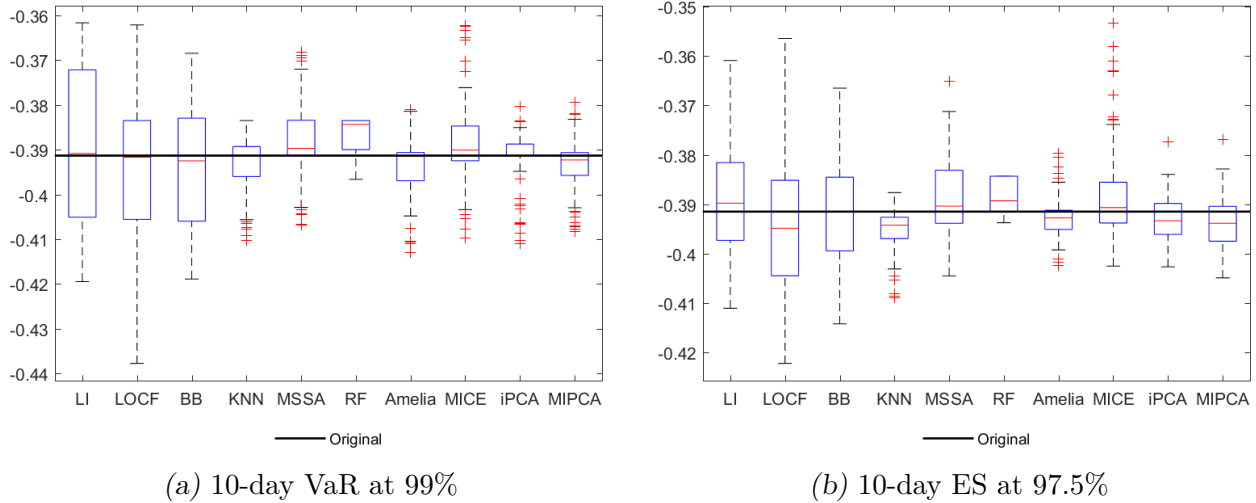 -0.36
-0.37
-0.38
-0.39
-0.4
-0.41
-0.42
-0.43
-0.44
LI LOCF BB KNN MSSA RF Amelia MICE iPCA MIPCA
Original
(a) 10-day VaR at 99%
-0.35
-0.36
-0.37
-0.38
-0.39
-0.4
-0.41
-0.42
LI LOCF BB KNN MSSA RF Amelia MICE iPCA MIPCA
Original
(b) 10-day ES at 97.5%